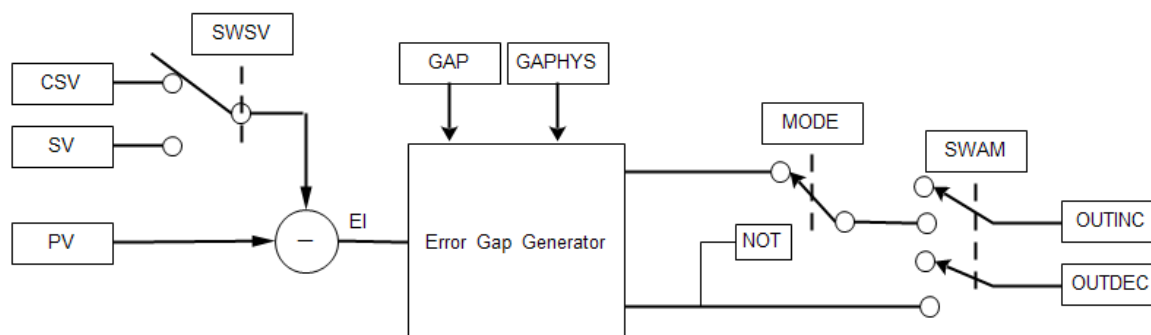 SWSV
CSV
SV
PV
EI
GAP
GAPHYS
Error Gap Generator
MODE
NOT
SWAM
OUTINC
OUTDEC